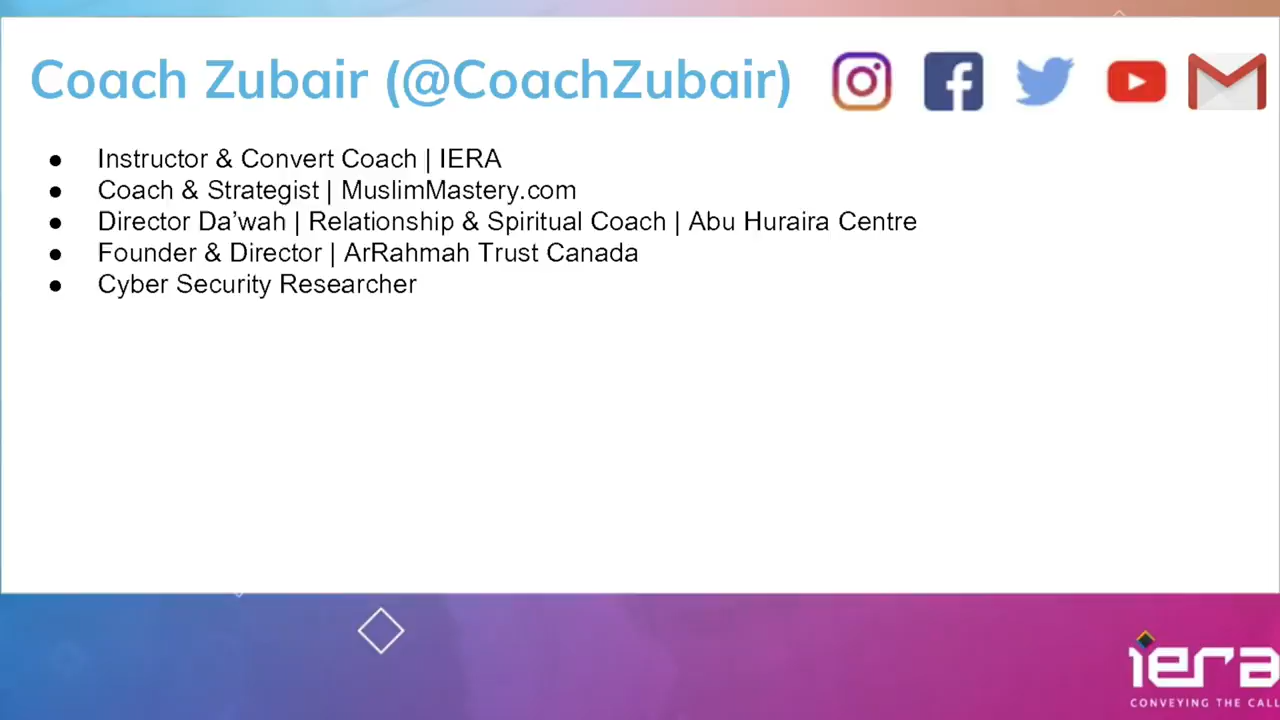 Coach Zubair (@CoachZubair)
● Instructor & Convert Coach | IERA
● Coach & Strategist | MuslimMastery.com
● Director Da’wah | Relationship & Spiritual Coach | Abu Huraira Centre
● Founder & Director | ArRahmah Trust Canada
● Cyber Security Researcher
iera
CONVEYING THE CALL